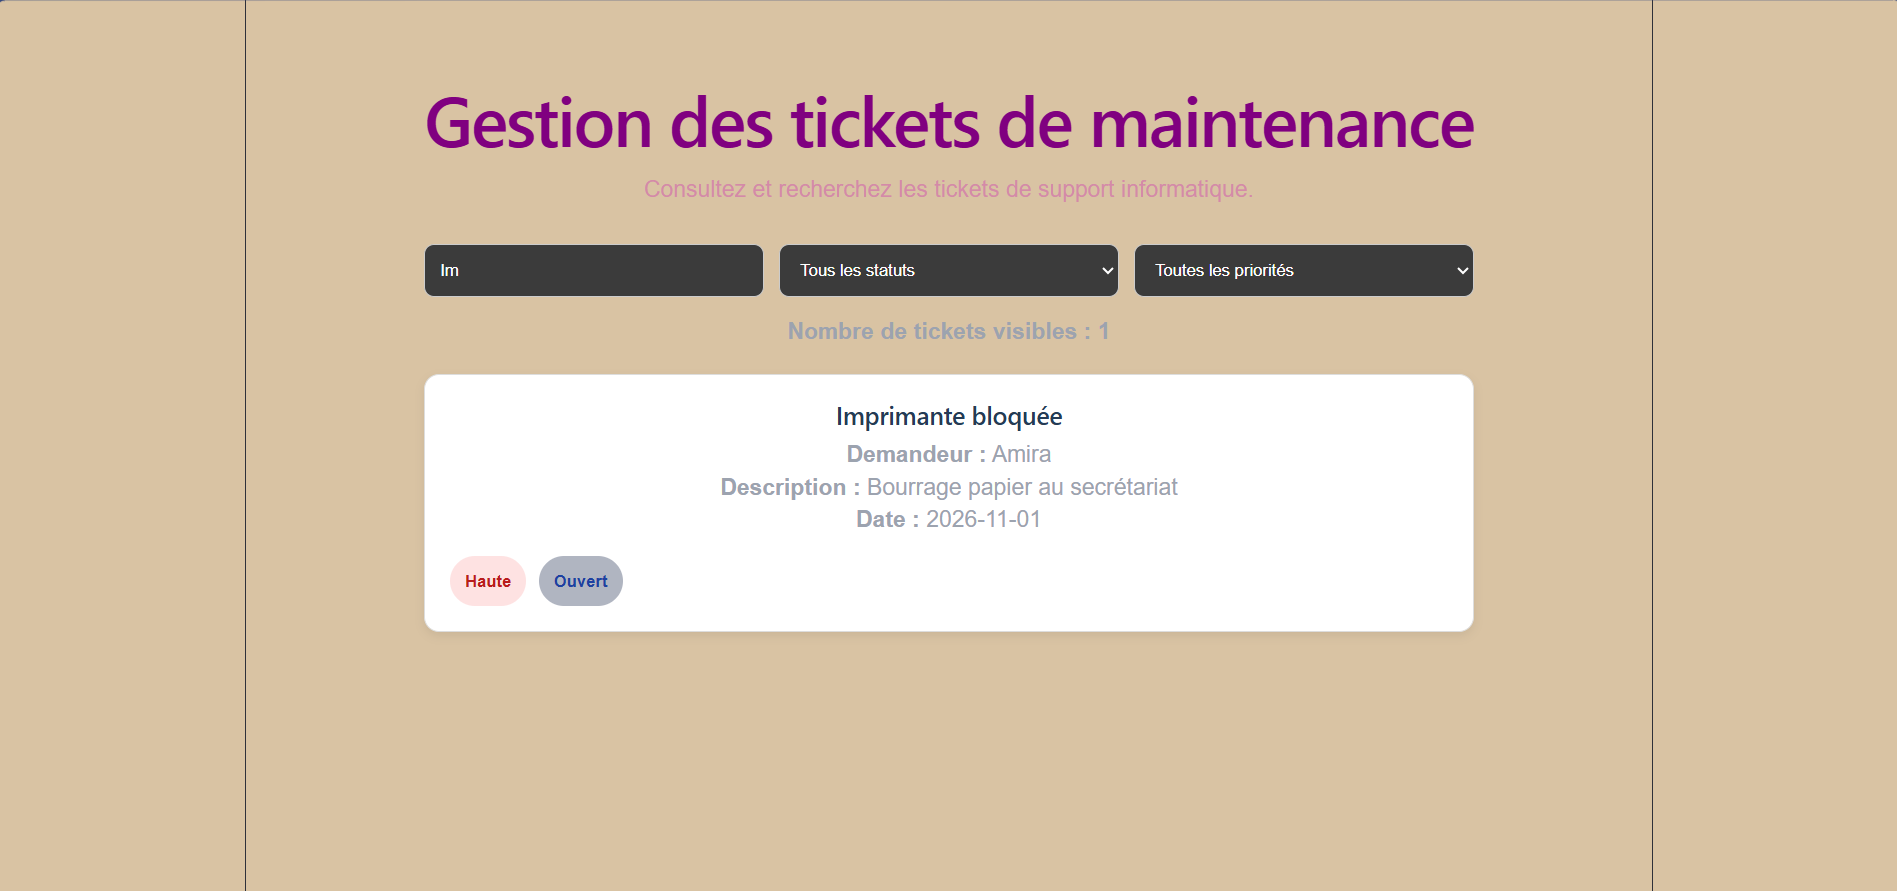 Gestion des tickets de maintenance
Consultez et recherchez les tickets de support informatique.
Im
Tous les statuts
Toutes les priorités
Nombre de tickets visibles : 1
Imprimante bloquée
Demandeur : Amira
Description : Bourrage papier au secrétariat
Date : 2026-11-01
Haute
Ouvert